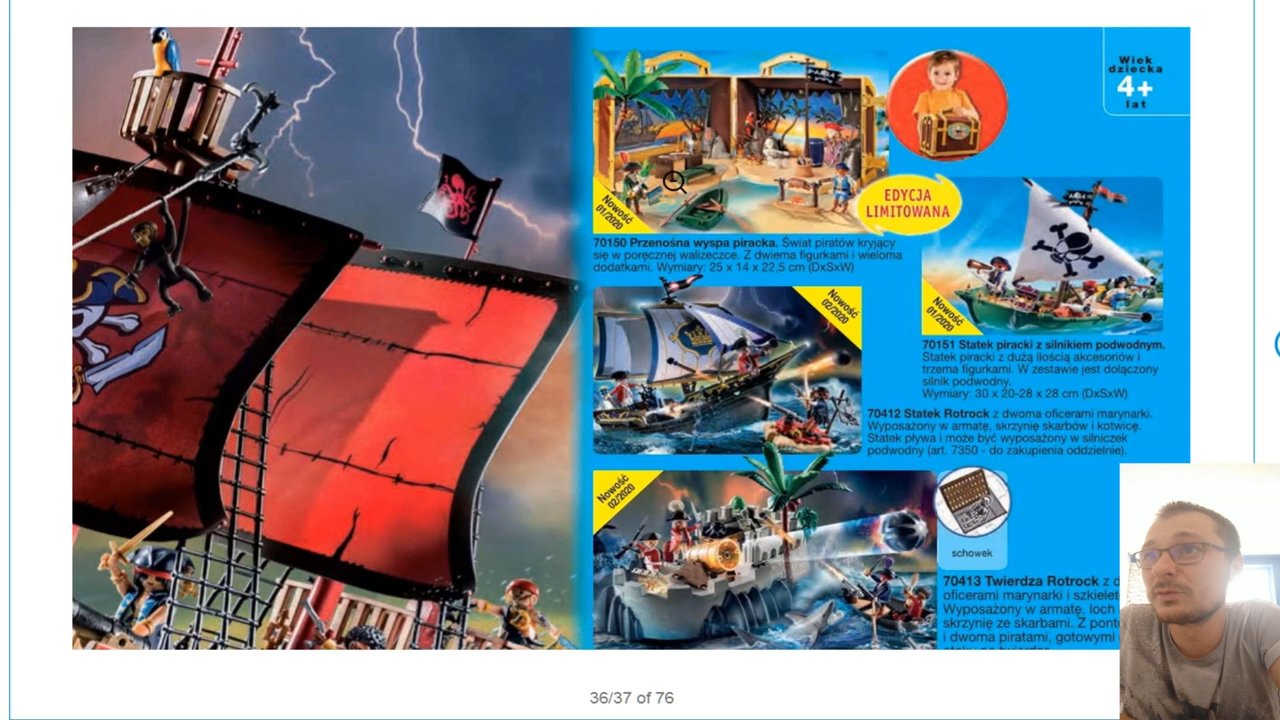 Wiek
dziecka
4+
lat
Nowość
01/2020
EDYCJA
LIMITOWANA
70150 Przenośna wyspa piracka. Świat piratów kryjący
się w poręcznej walizeczce. Z dwiema figurkami i wieloma
dodatkami. Wymiary: 25 x 14 x 22,5 cm (DxSxW)
Nowość
01/2020
70151 Statek piracki z silnikiem podwodnym.
Statek piracki z dużą ilością akcesoriów i
trzema figurkami. W zestawie jest dołączony
silnik podwodny.
Wymiary: 30 x 20-28 x 28 cm (DxSxW)
Nowość
02/2020
70412 Statek Rotrock z dwoma oficerami marynarki.
Wyposażony w armatę, skrzynię skarbów i kotwicę.
Statek pływa i może być wyposażony w silniczek
podwodny (art. 7350 - do zakupienia oddzielnie).
Nowość
02/2020
schowek
70413 Twierdza Rotrock z d
oficerami marynarki i szkielet
Wyposażony w armatę, loch
skrzynię ze skarbami. Z pont
i dwoma piratami, gotowymi
36/37 of 76